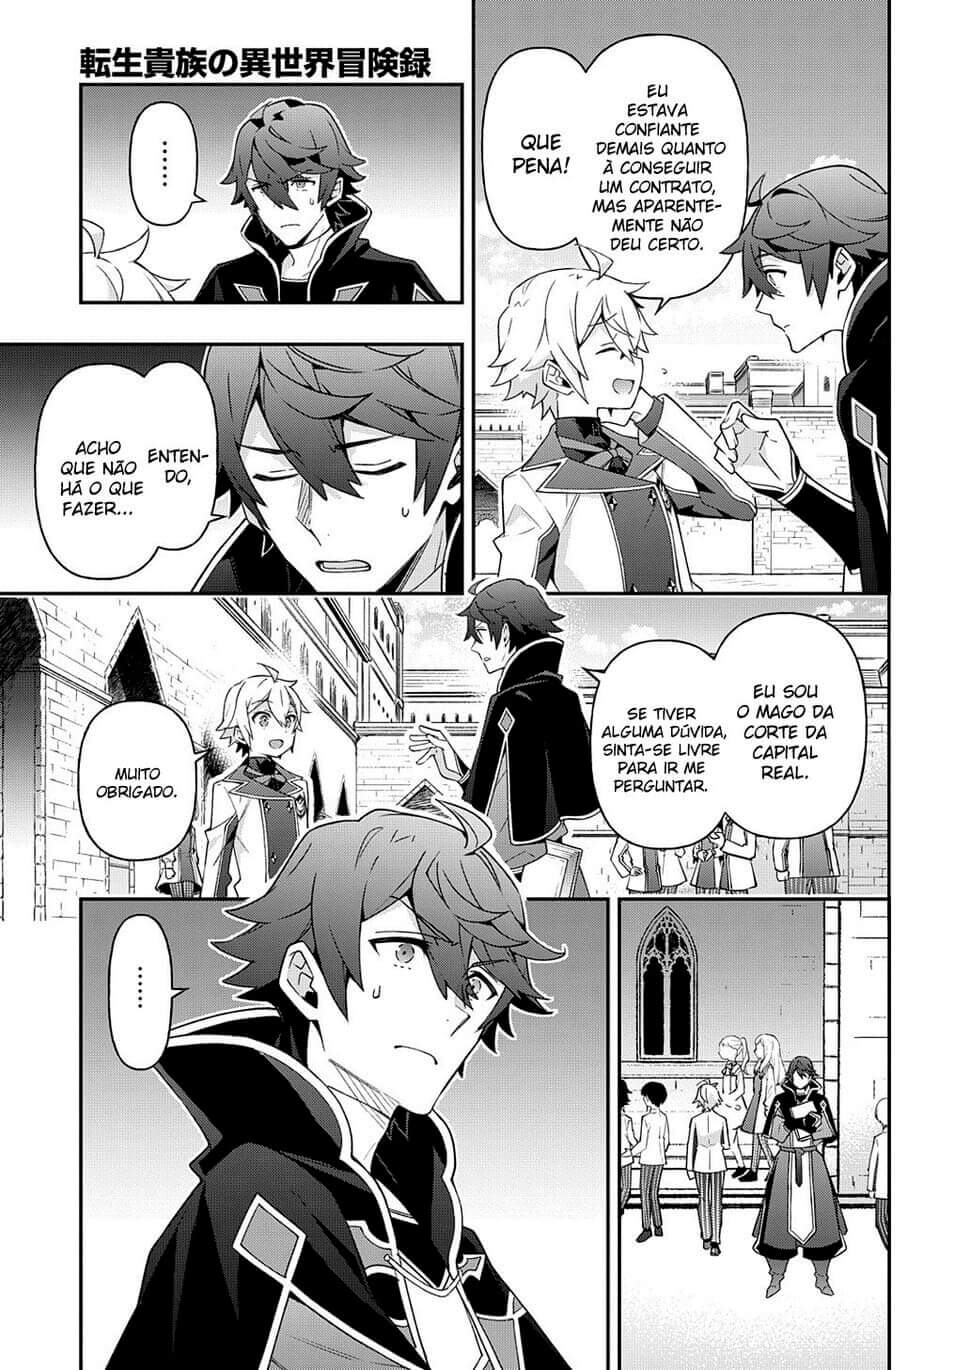 転生貴族の異世界冒険録
EU
ESTAVA
CONFIANTE
DEMAIS QUANTO
À CONSEGUIR
UM CONTRATO,
MAS APARENTE-
MENTE NÃO
DEU CERTO.
QUE
PENA!
......
ENTEN-
DO,
ACHO
QUE NÃO
HÁ O QUE
FAZER...
EU SOU
O MAGO DA
CORTE DA
CAPITAL
REAL.
SE TIVER
ALGUMA DÚVIDA,
SINTA-SE LIVRE
PARA IR ME
PERGUNTAR.
MUITO
OBRIGADO.
......